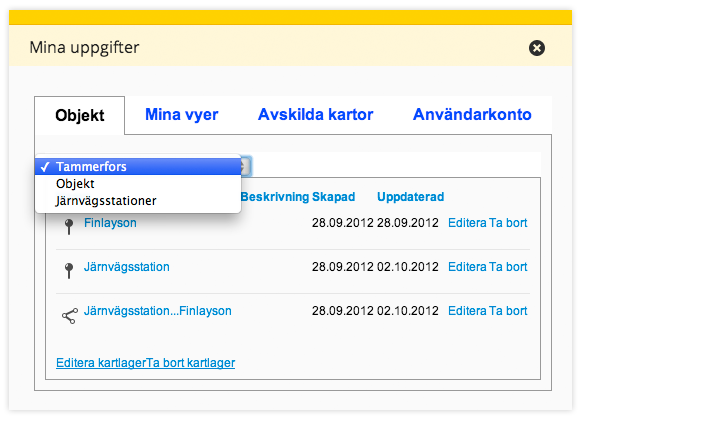 Mina uppgifter
Objekt Mina vyer Avskilda kartor Användarkonto
Tammerfors
Objekt
Järnvägsstationer
Beskrivning Skapad Uppdaterad
Finlayson 28.09.2012 28.09.2012 Editera Ta bort
Järnvägsstation 28.09.2012 02.10.2012 Editera Ta bort
Järnvägsstation...Finlayson 28.09.2012 02.10.2012 Editera Ta bort
Editera kartlagerTa bort kartlager